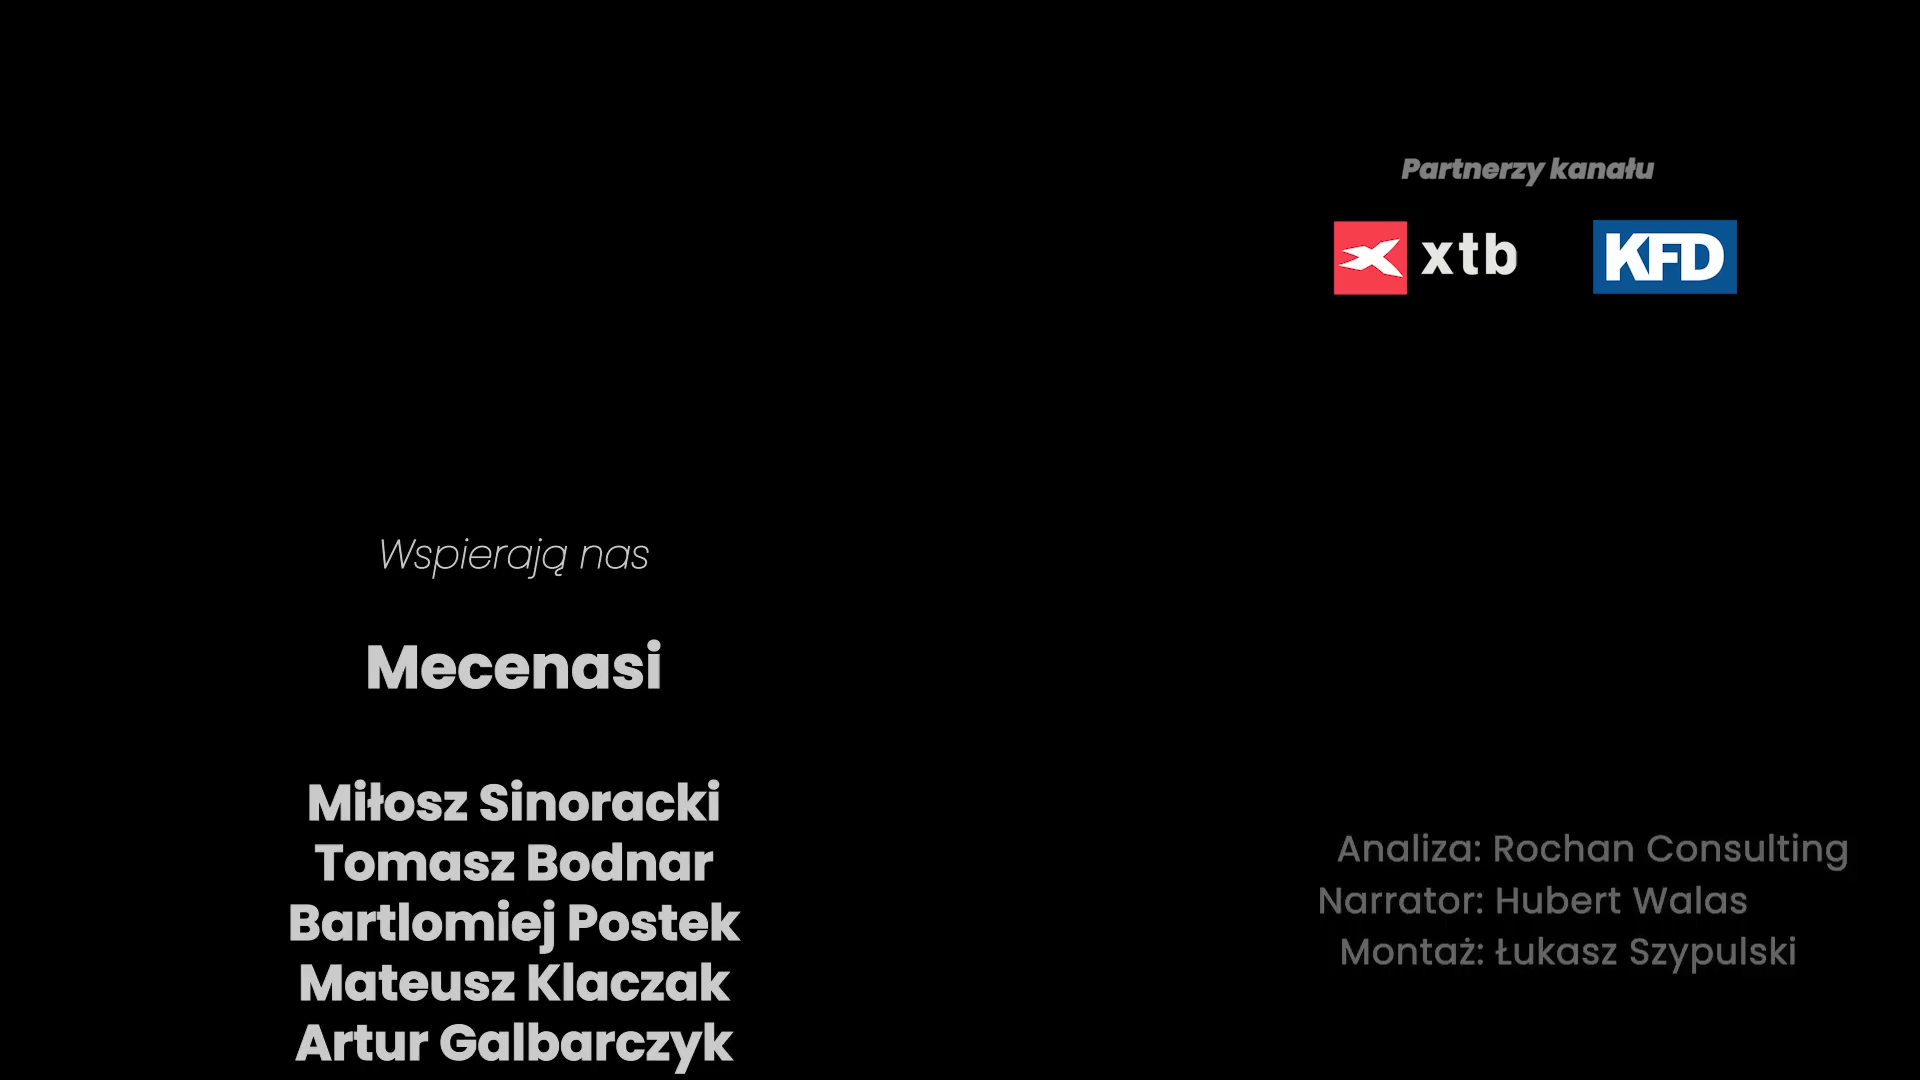 Partnerzy kanału
xtb
KFD
Wspierają nas
Mecenasi
Miłosz Sinoracki
Tomasz Bodnar
Bartlomiej Postek
Mateusz Klaczak
Artur Galbarczyk
Analiza: Rochan Consulting
Narrator: Hubert Walas
Montaż: Łukasz Szypulski